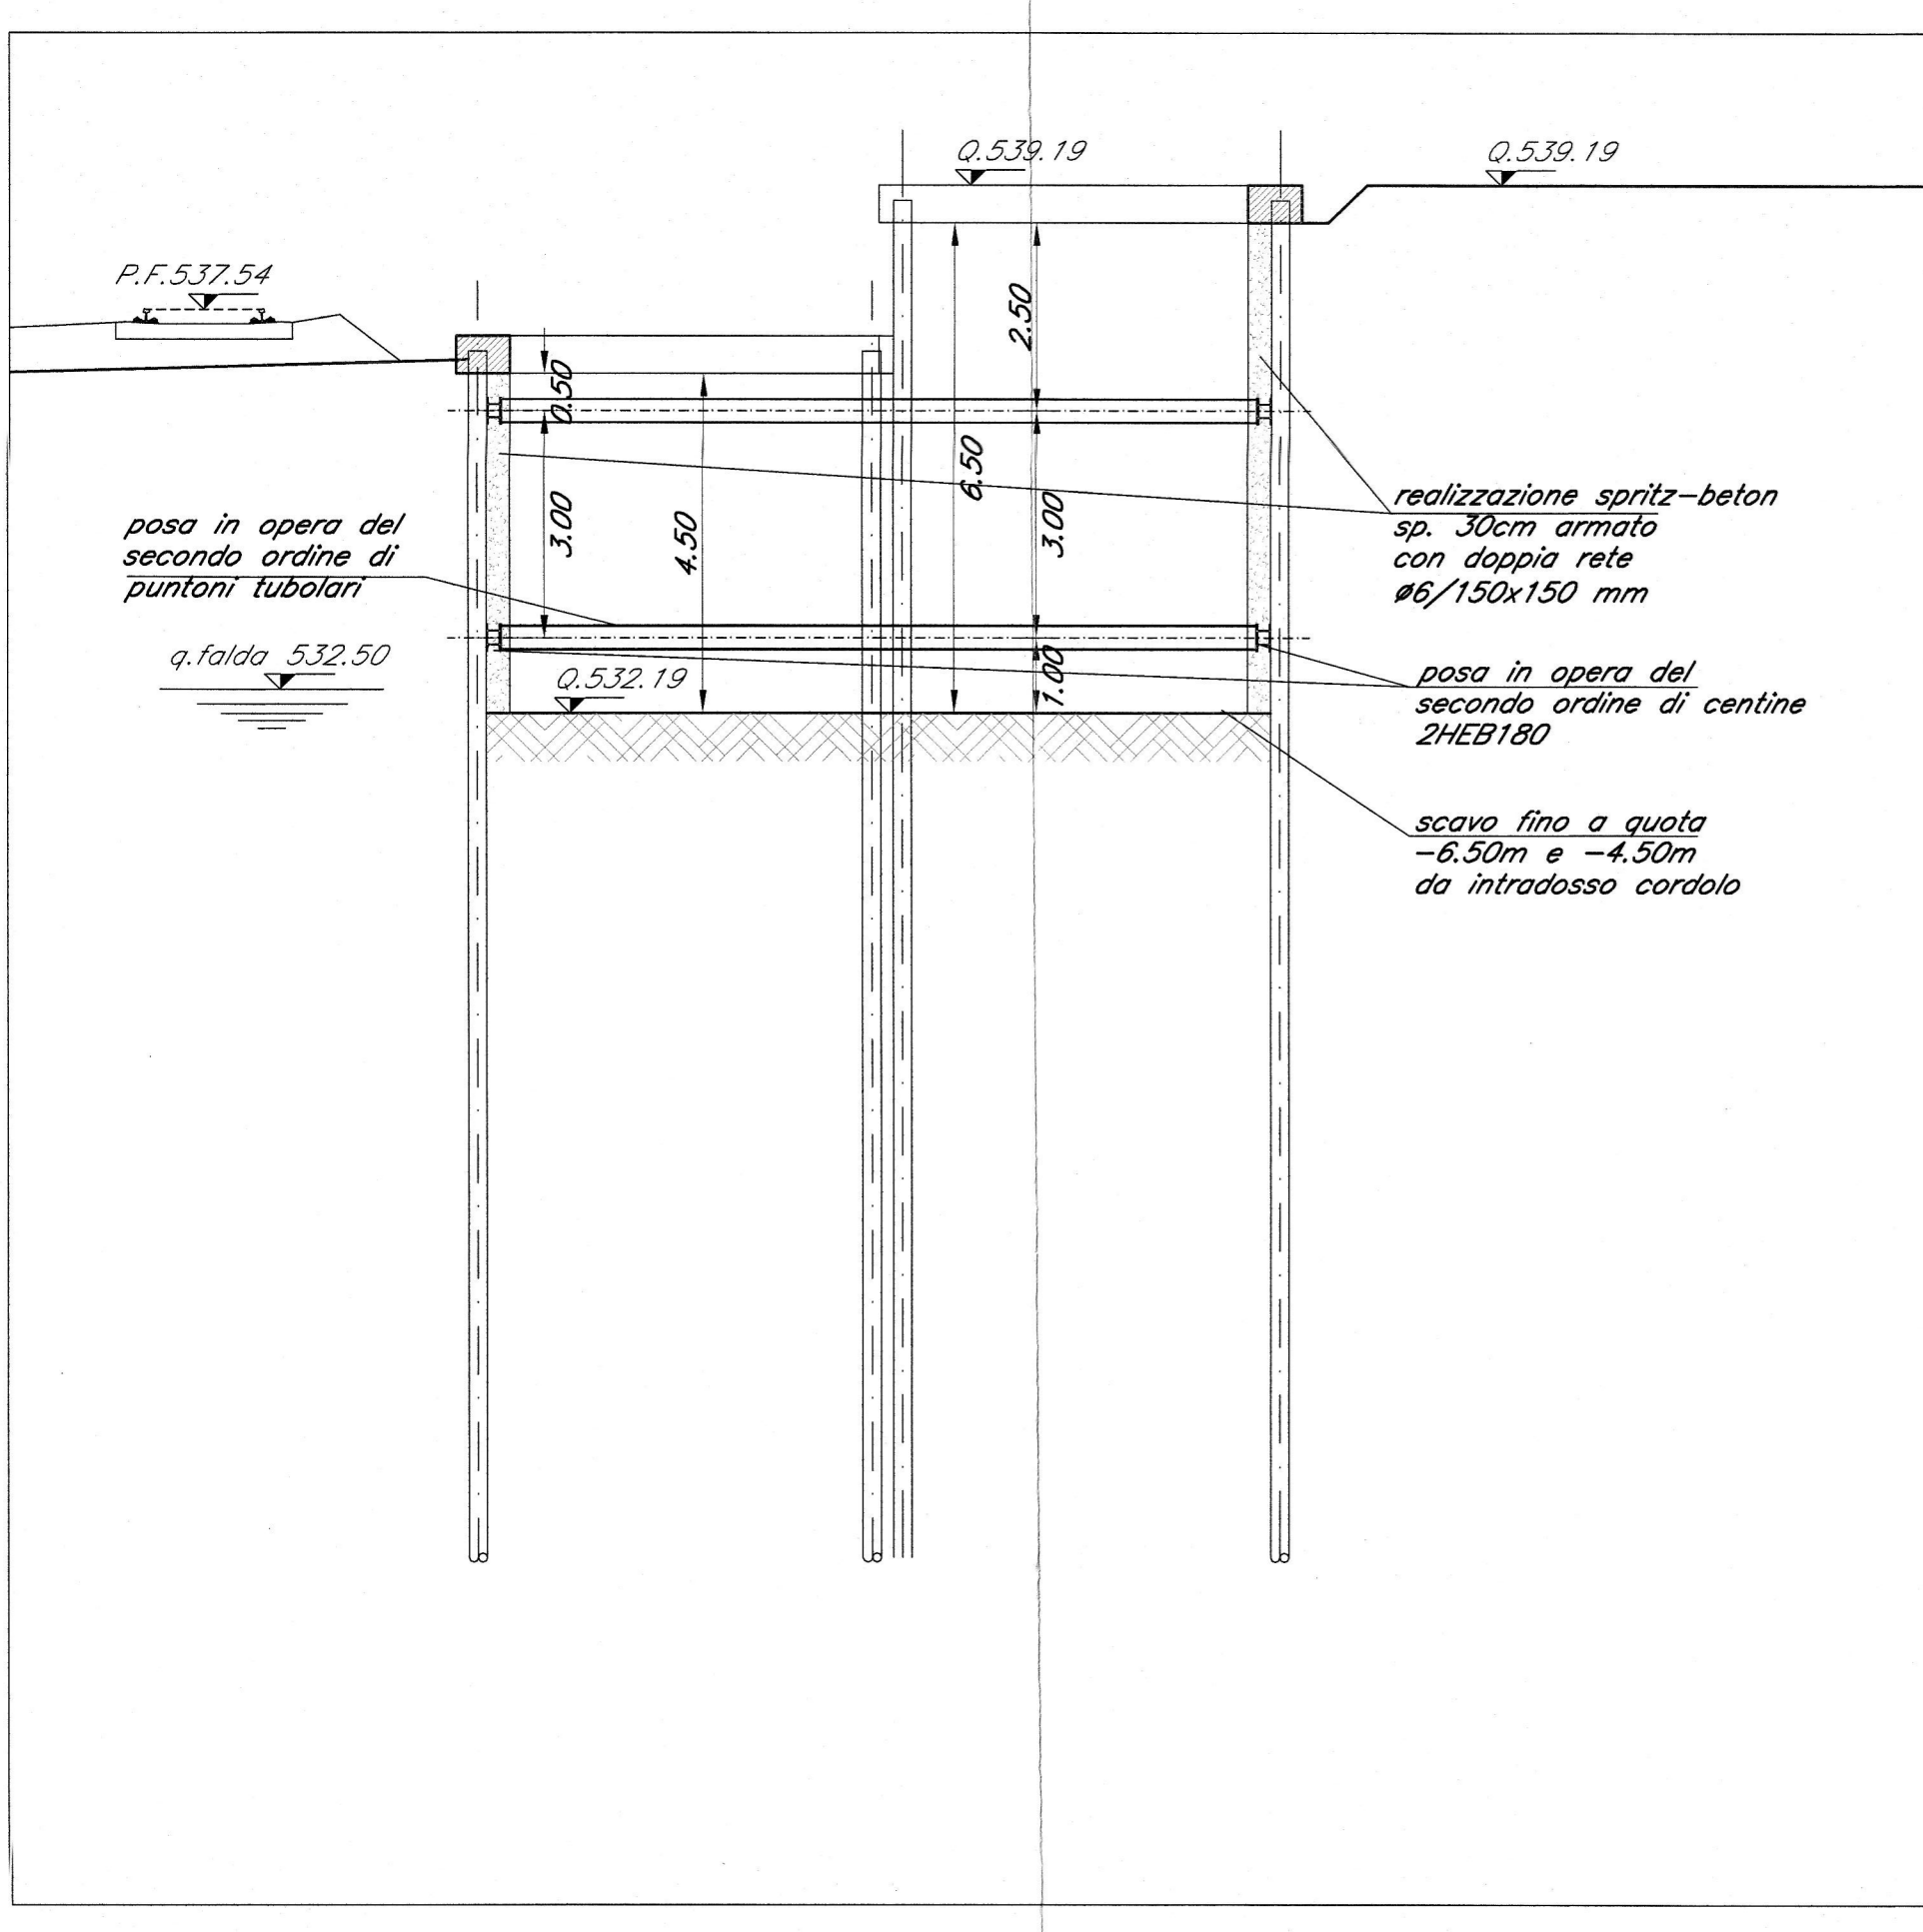 Q.539.19
Q.539.19
P.F.537.54
2.50
0.50
6.50
3.00
4.50
3.00
realizzazione spritz-beton
sp. 30cm armato
con doppia rete
ø6/150x150 mm
posa in opera del
secondo ordine di
puntoni tubolari
q.falda 532.50
Q.532.19
1.00
posa in opera del
secondo ordine di centine
2HEB180
scavo fino a quota
-6.50m e -4.50m
da intradosso cordolo